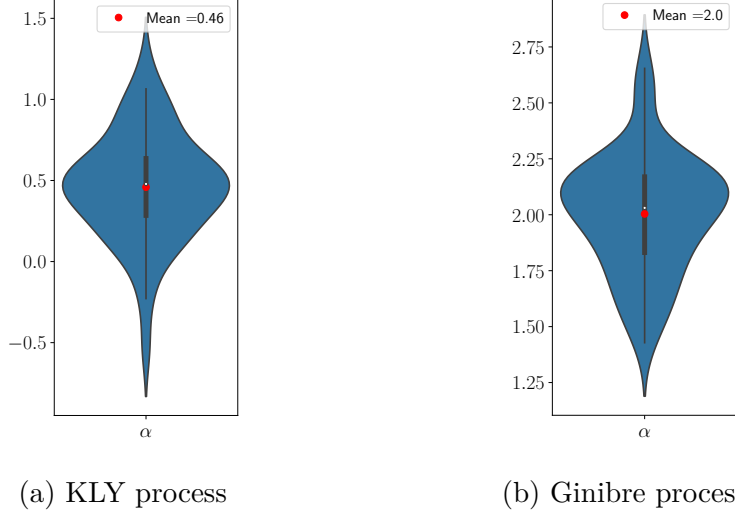 Mean =0.46
1.5
1.0
0.5
0.0
−0.5
α
(a) KLY process
Mean =2.0
2.75
2.50
2.25
2.00
1.75
1.50
1.25
α
(b) Ginibre proces